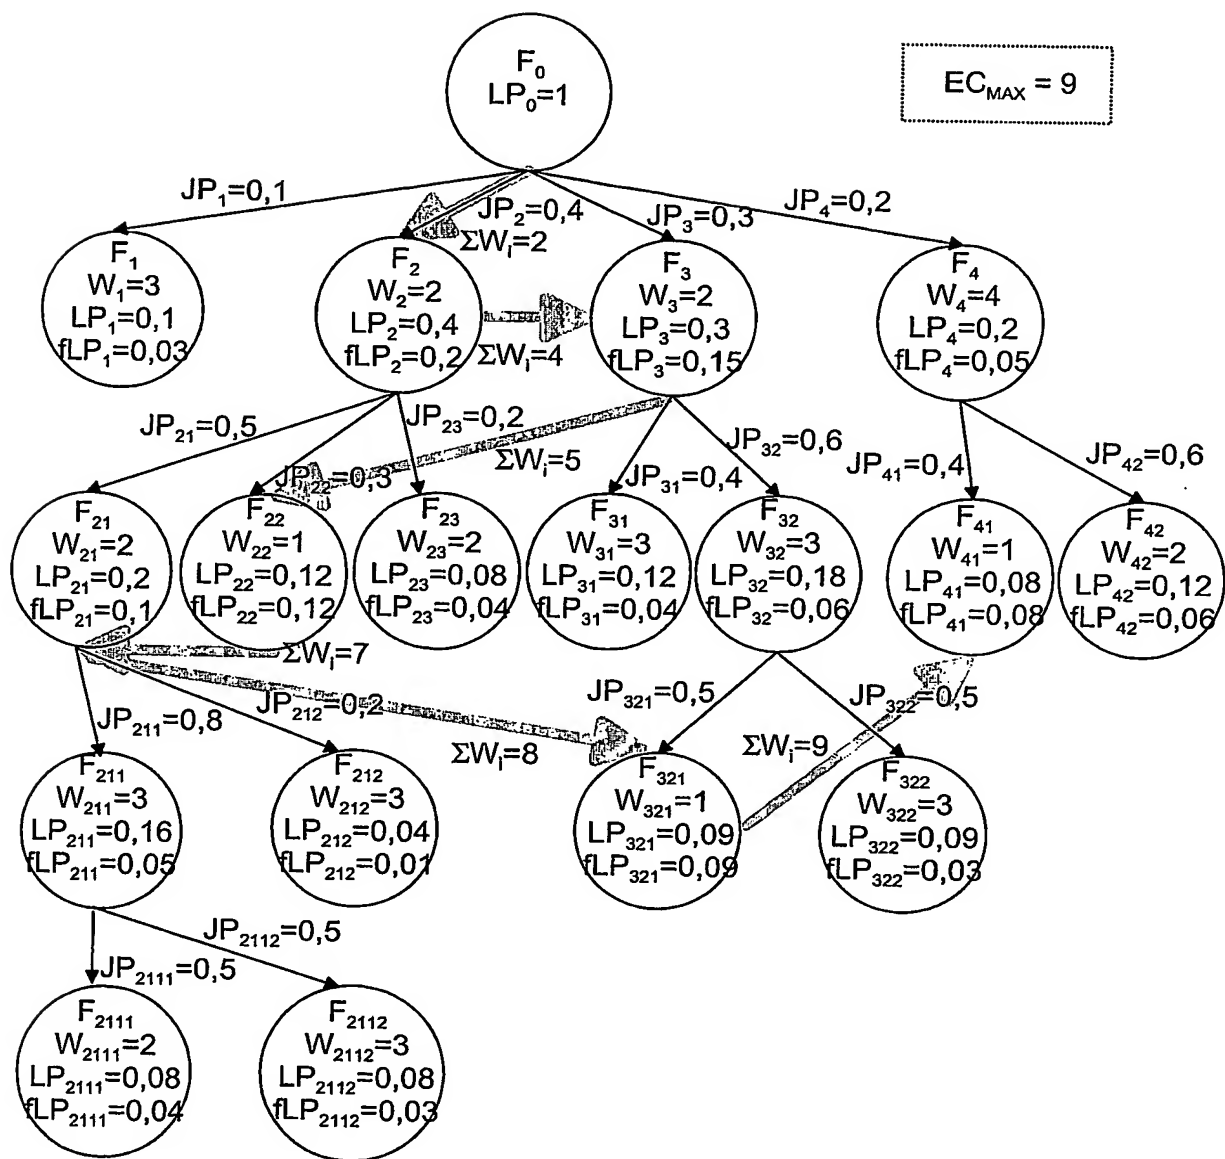 F₀
LP₀=1
EC_MAX = 9
JP₁=0,1
JP₂=0,4
JP₃=0,3
JP₄=0,2
ΣWᵢ=2
F₁
W₁=3
LP₁=0,1
fLP₁=0,03
F₂
W₂=2
LP₂=0,4
fLP₂=0,2
ΣWᵢ=4
F₃
W₃=2
LP₃=0,3
fLP₃=0,15
F₄
W₄=4
LP₄=0,2
fLP₄=0,05
JP₂₁=0,5
JP₂₂=0,3
JP₂₃=0,2
ΣWᵢ=5
JP₃₁=0,4
JP₃₂=0,6
JP₄₁=0,4
JP₄₂=0,6
F₂₁
W₂₁=2
LP₂₁=0,2
fLP₂₁=0,1
F₂₂
W₂₂=1
LP₂₂=0,12
fLP₂₂=0,12
F₂₃
W₂₃=2
LP₂₃=0,08
fLP₂₃=0,04
F₃₁
W₃₁=3
LP₃₁=0,12
fLP₃₁=0,04
F₃₂
W₃₂=3
LP₃₂=0,18
fLP₃₂=0,06
F₄₁
W₄₁=1
LP₄₁=0,08
fLP₄₁=0,08
F₄₂
W₄₂=2
LP₄₂=0,12
fLP₄₂=0,06
ΣWᵢ=7
JP₂₁₁=0,8
JP₂₁₂=0,2
ΣWᵢ=8
JP₃₂₁=0,5
JP₃₂₂=0,5
ΣWᵢ=9
F₂₁₁
W₂₁₁=3
LP₂₁₁=0,16
fLP₂₁₁=0,05
F₂₁₂
W₂₁₂=3
LP₂₁₂=0,04
fLP₂₁₂=0,01
F₃₂₁
W₃₂₁=1
LP₃₂₁=0,09
fLP₃₂₁=0,09
F₃₂₂
W₃₂₂=3
LP₃₂₂=0,09
fLP₃₂₂=0,03
JP₂₁₁₁=0,5
JP₂₁₁₂=0,5
F₂₁₁₁
W₂₁₁₁=2
LP₂₁₁₁=0,08
fLP₂₁₁₁=0,04
F₂₁₁₂
W₂₁₁₂=3
LP₂₁₁₂=0,08
fLP₂₁₁₂=0,03